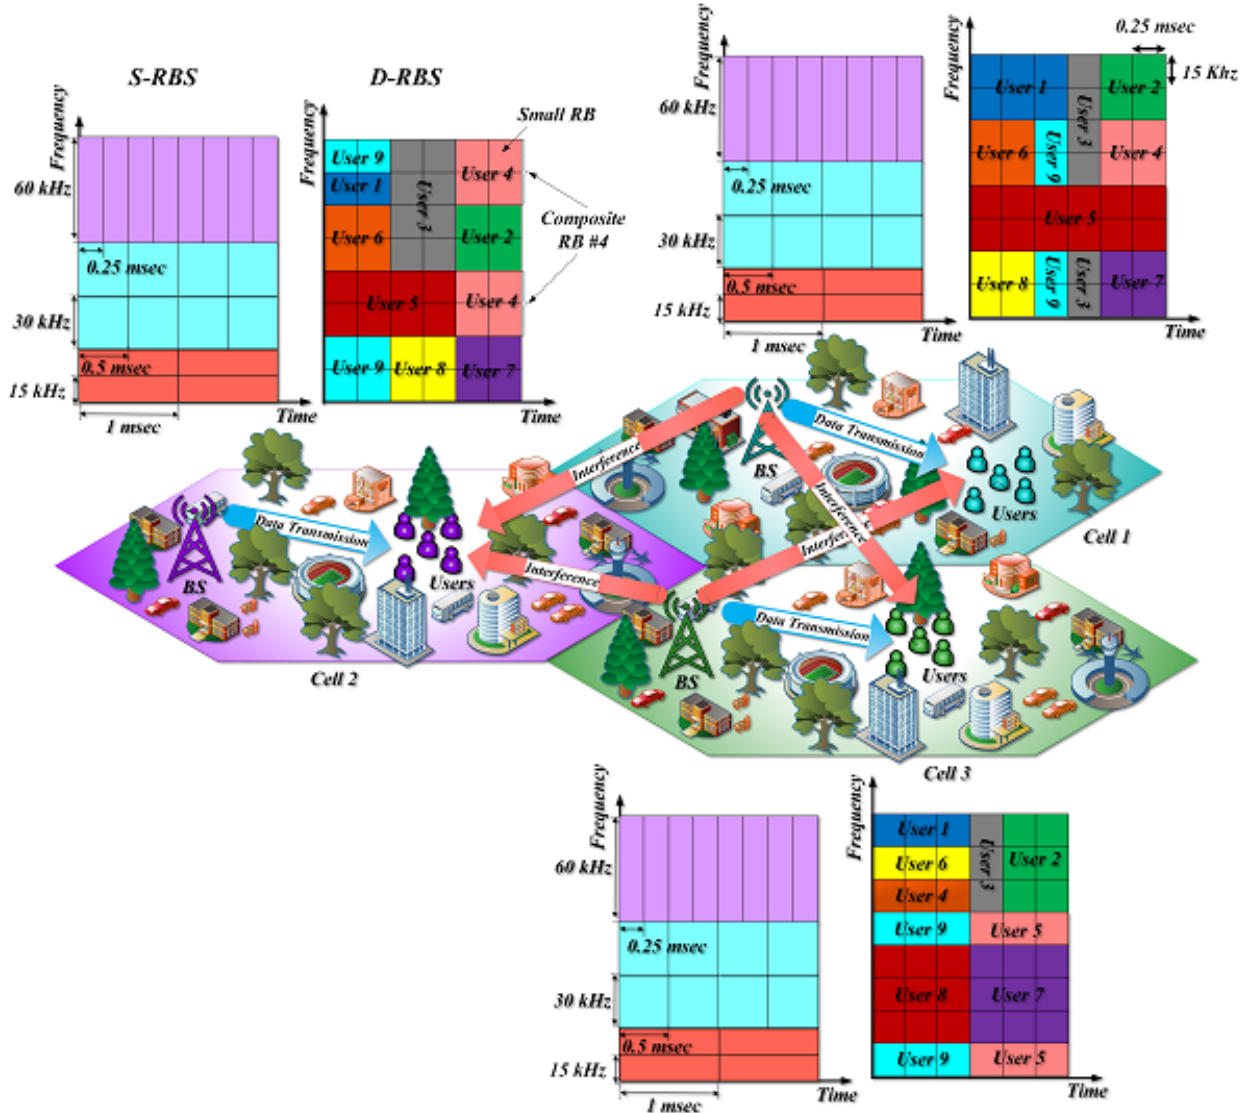 S-RBS
Frequency
60 kHz
0.25 msec
30 kHz
0.5 msec
15 kHz
1 msec
Time
D-RBS
Frequency
User 9
User 1
User 3
User 4
User 6
User 2
User 5
User 4
User 9
User 8
User 7
Time
Small RB
Composite
RB #4
Frequency
60 kHz
0.25 msec
30 kHz
0.5 msec
15 kHz
1 msec
Time
Frequency
0.25 msec
15 Khz
User 1
User 3
User 2
User 6
User 9
User 4
User 5
User 8
User 9
User 3
User 7
Time
BS
Data Transmission
Interference
Interference
Users
Cell 1
BS
Data Transmission
Users
Interference
Cell 2
BS
Data Transmission
Users
Cell 3
Frequency
60 kHz
0.25 msec
30 kHz
0.5 msec
15 kHz
1 msec
Time
Frequency
User 1
User 3
User 2
User 6
User 4
User 9
User 5
User 8
User 7
User 9
User 5
Time